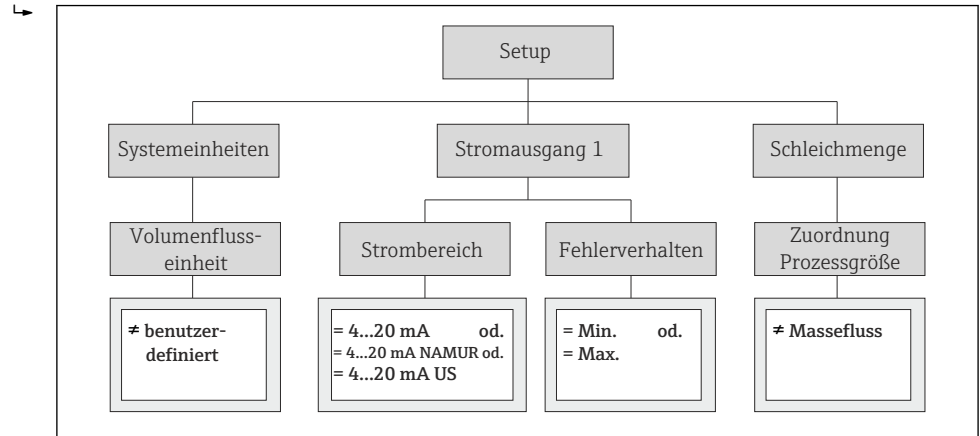 Setup
Systemeinheiten
Stromausgang 1
Schleichmenge
Volumenfluss-
einheit
Strombereich
Fehlerverhalten
Zuordnung
Prozessgröße
≠ benutzer-
definiert
= 4...20 mA od.
= 4...20 mA NAMUR od.
= 4...20 mA US
= Min. od.
= Max.
≠ Massefluss